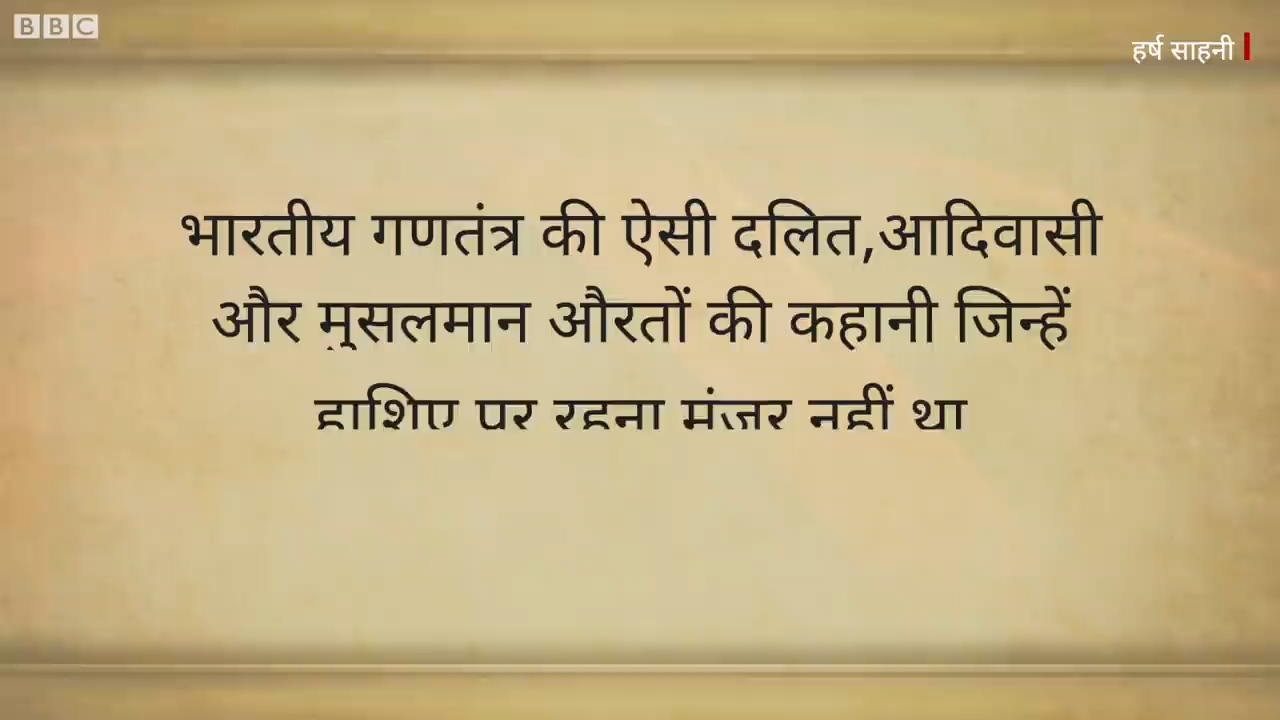 BBC
हर्ष साहनी
भारतीय गणतंत्र की ऐसी दलित,आदिवासी
और मुसलमान औरतों की कहानी जिन्हें
हाशिए पर रहना मंजूर नहीं था